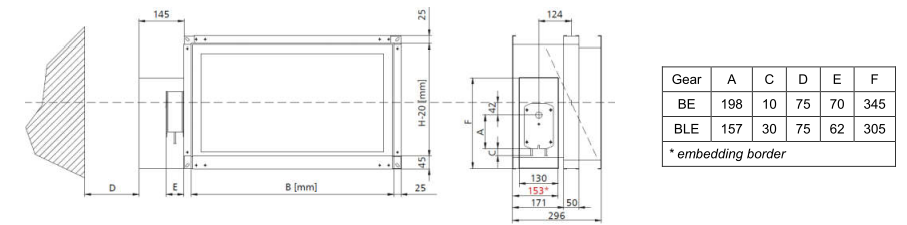 145
25
H-20 [mm]
45
D
E
B [mm]
25
124
42
F
A
C
130
153*
171
50
296
Gear A C D E F
BE 198 10 75 70 345
BLE 157 30 75 62 305
* embedding border